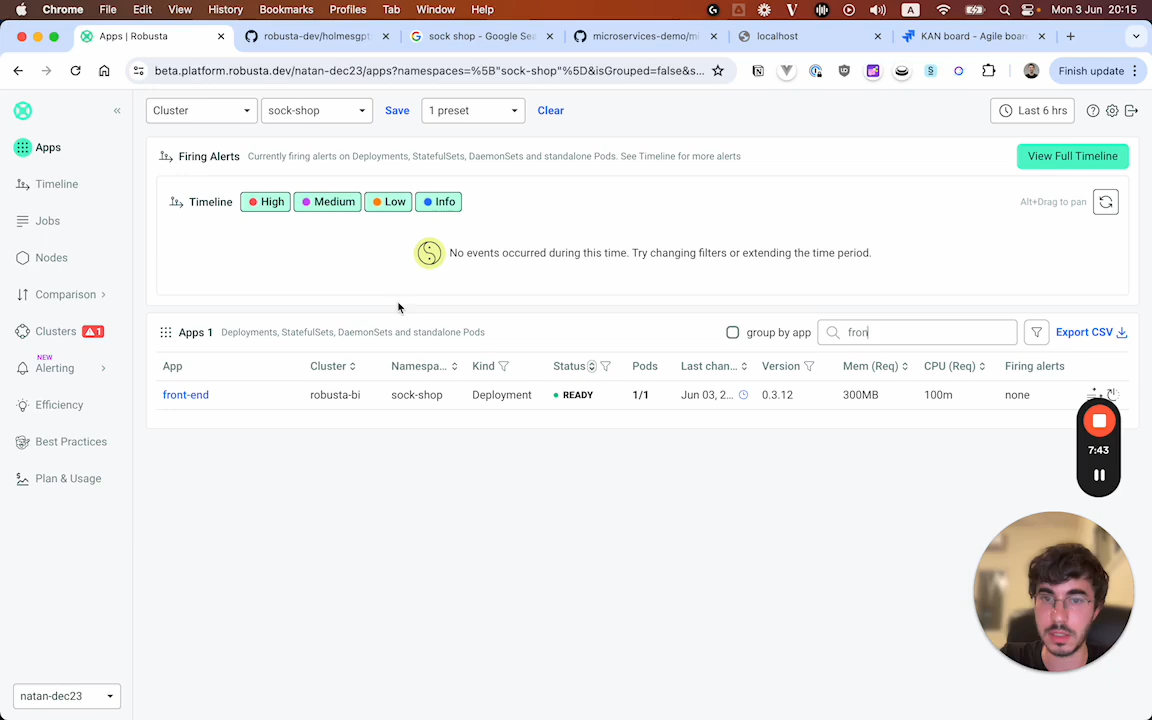 Chrome File Edit View History Bookmarks Profiles Tab Window Help Mon 3 Jun 20:15
Apps | Robusta robusta-dev/holmesgpt sock shop - Google Sea microservices-demo/mi localhost KAN board - Agile boar
beta.platform.robusta.dev/natan-dec23/apps?namespaces=%5B"sock-shop"%5D&isGrouped=false&s... Finish update
Cluster sock-shop Save 1 preset Clear Last 6 hrs
Apps
Timeline
Jobs
Nodes
Comparison
Clusters 1
NEW
Alerting
Efficiency
Best Practices
Plan & Usage
natan-dec23
Firing Alerts Currently firing alerts on Deployments, StatefulSets, DaemonSets and standalone Pods. See Timeline for more alerts View Full Timeline
Timeline High Medium Low Info Alt+Drag to pan
No events occurred during this time. Try changing filters or extending the time period.
Apps 1 Deployments, StatefulSets, DaemonSets and standalone Pods group by app fron Export CSV
App Cluster Namespa... Kind Status Pods Last chan... Version Mem (Req) CPU (Req) Firing alerts
front-end robusta-bi sock-shop Deployment READY 1/1 Jun 03, 2... 0.3.12 300MB 100m none
7:43